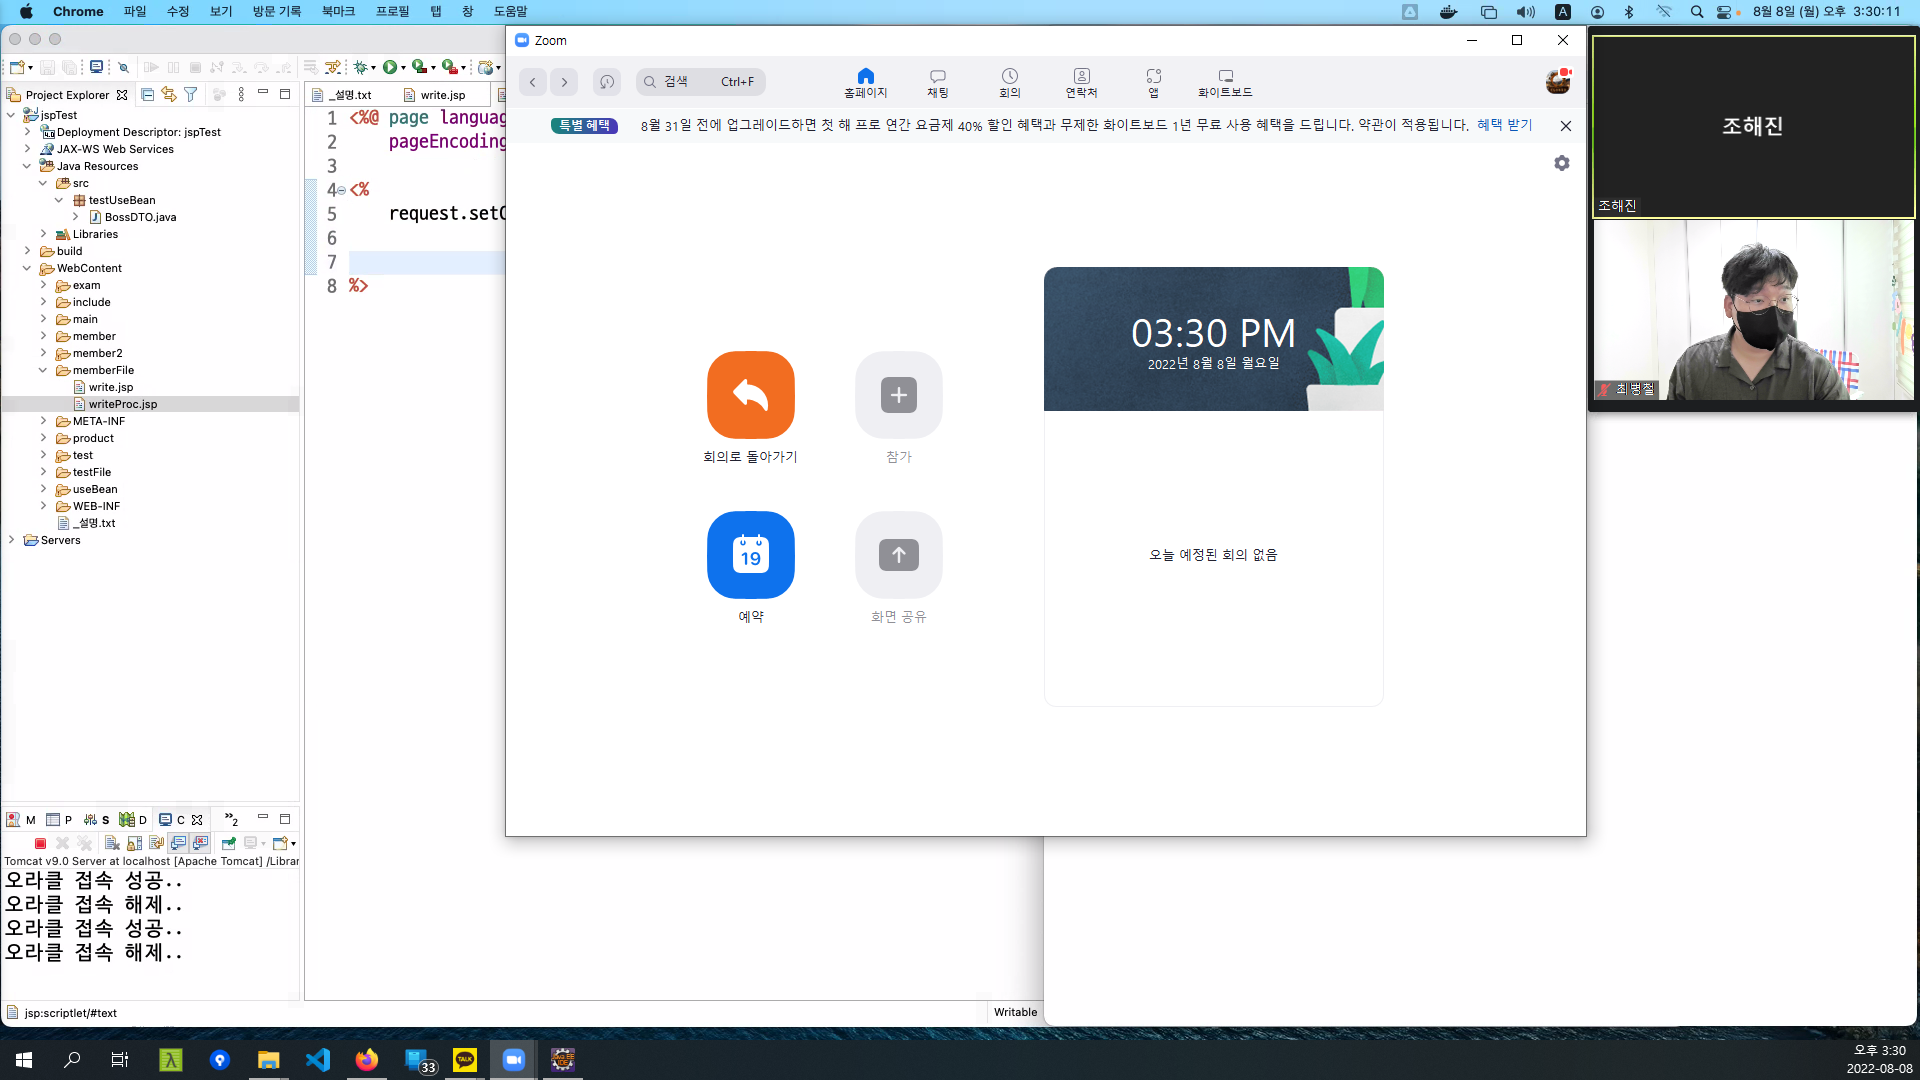 Chrome 파일 수정 보기 방문 기록 북마크 프로필 탭 창 도움말
A 8월 8일 (월) 오후 3:30:11
Project Explorer
jspTest
Deployment Descriptor: jspTest
JAX-WS Web Services
Java Resources
src
testUseBean
BossDTO.java
Libraries
build
WebContent
exam
include
main
member
member2
memberFile
write.jsp
writeProc.jsp
META-INF
product
test
testFile
useBean
WEB-INF
_설명.txt
Servers
_설명.txt write.jsp
1 <%@ page languag
2 pageEncoding
3
4 <%
5 request.setC
6
7
8 %>
M P S D C »2
Tomcat v9.0 Server at localhost [Apache Tomcat] /Librar
오라클 접속 성공..
오라클 접속 해제..
오라클 접속 성공..
오라클 접속 해제..
jsp:scriptlet/#text
Writable
Zoom
검색 Ctrl+F
홈페이지 채팅 회의 연락처 앱 화이트보드
특별 혜택 8월 31일 전에 업그레이드하면 첫 해 프로 연간 요금제 40% 할인 혜택과 무제한 화이트보드 1년 무료 사용 혜택을 드립니다. 약관이 적용됩니다. 혜택 받기
회의로 돌아가기
참가
19
예약
화면 공유
03:30 PM
2022년 8월 8일 월요일
오늘 예정된 회의 없음
조해진
조해진
최병철
33
TALK
오후 3:30
2022-08-08